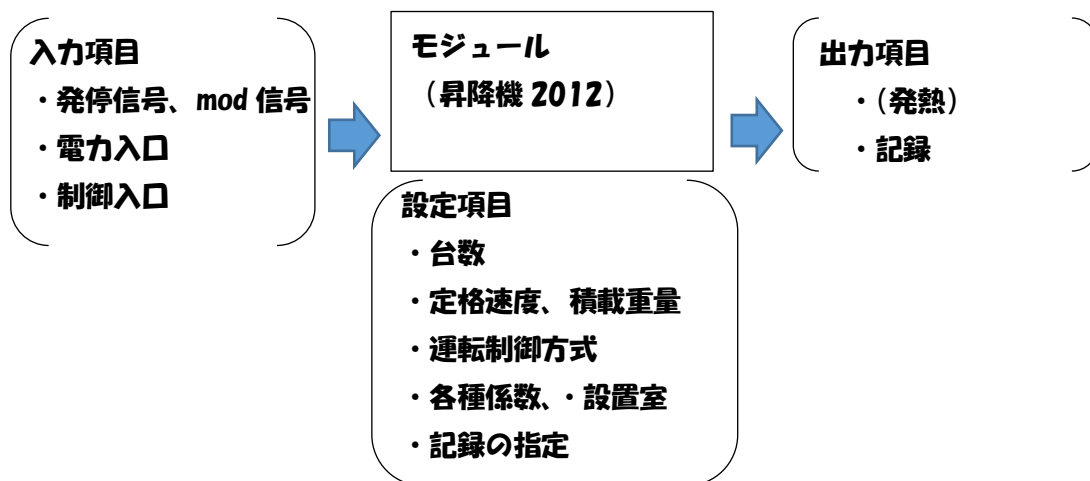 入力項目
・発停信号、mod 信号
・電力入口
・制御入口
モジュール
（昇降機 2012）
設定項目
・台数
・定格速度、積載重量
・運転制御方式
・各種係数、・設置室
・記録の指定
出力項目
・（発熱）
・記録